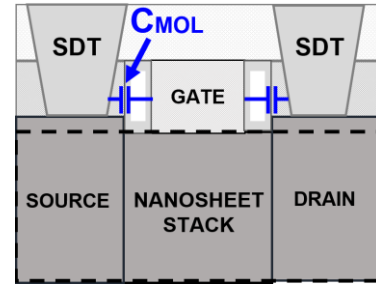 CMOL
SDT
SDT
GATE
SOURCE
NANOSHEET
STACK
DRAIN